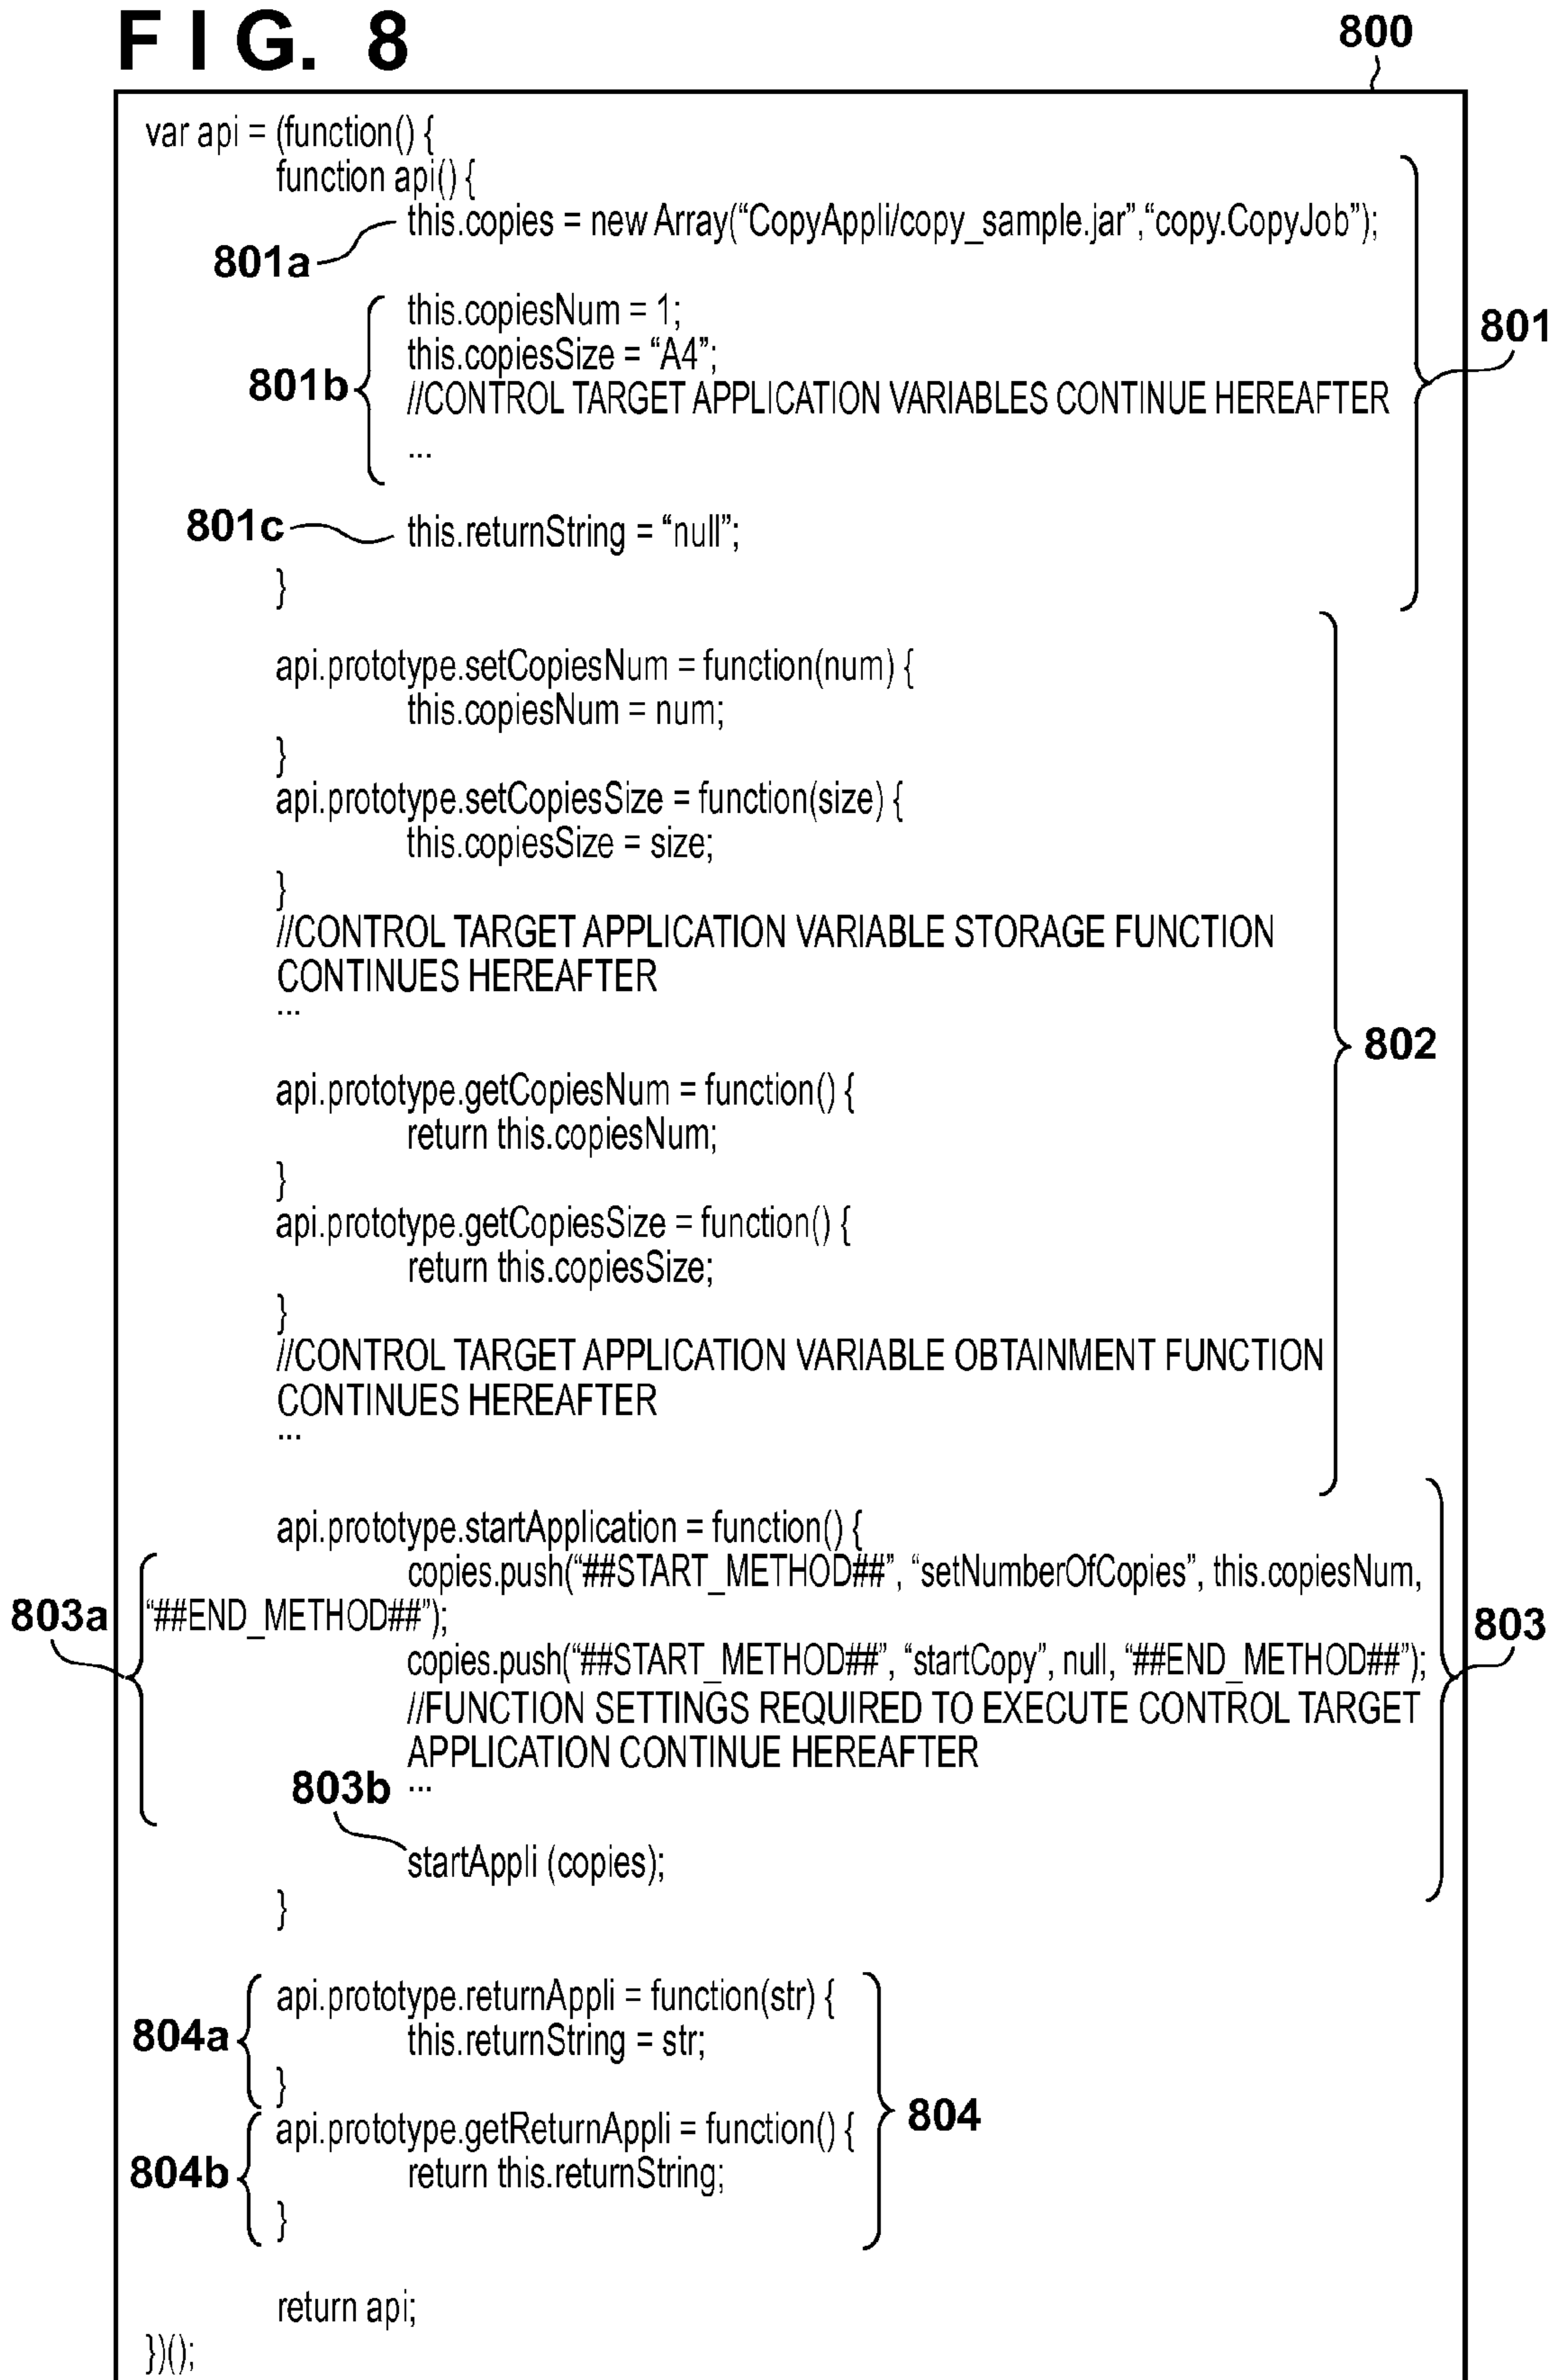 FIG. 8
800
var api = (function() {
function api() {
this.copies = new Array(“CopyAppli/copy_sample.jar”,“copy.CopyJob”);
801a
this.copiesNum = 1;
801
this.copiesSize = “A4”;
801b
//CONTROL TARGET APPLICATION VARIABLES CONTINUE HEREAFTER
...
801c
this.returnString = “null”;
}
api.prototype.setCopiesNum = function(num) {
this.copiesNum = num;
}
api.prototype.setCopiesSize = function(size) {
this.copiesSize = size;
}
//CONTROL TARGET APPLICATION VARIABLE STORAGE FUNCTION
CONTINUES HEREAFTER
...
802
api.prototype.getCopiesNum = function() {
return this.copiesNum;
}
api.prototype.getCopiesSize = function() {
return this.copiesSize;
}
//CONTROL TARGET APPLICATION VARIABLE OBTAINMENT FUNCTION
CONTINUES HEREAFTER
...
api.prototype.startApplication = function() {
copies.push(“##START_METHOD##”, “setNumberOfCopies”, this.copiesNum,
803a
“##END_METHOD##”);
803
copies.push(“##START_METHOD##”, “startCopy”, null, “##END_METHOD##”);
//FUNCTION SETTINGS REQUIRED TO EXECUTE CONTROL TARGET
APPLICATION CONTINUE HEREAFTER
803b
...
startAppli (copies);
}
api.prototype.returnAppli = function(str) {
804a
this.returnString = str;
}
804
api.prototype.getReturnAppli = function() {
804b
return this.returnString;
}
return api;
})();